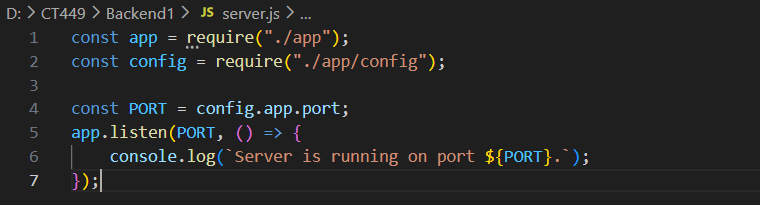 D: > CT449 > Backend1 > JS server.js > ...
1 const app = require("./app");
2 const config = require("./app/config");
3
4 const PORT = config.app.port;
5 app.listen(PORT, () => {
6     console.log(`Server is running on port ${PORT}.`);
7 });